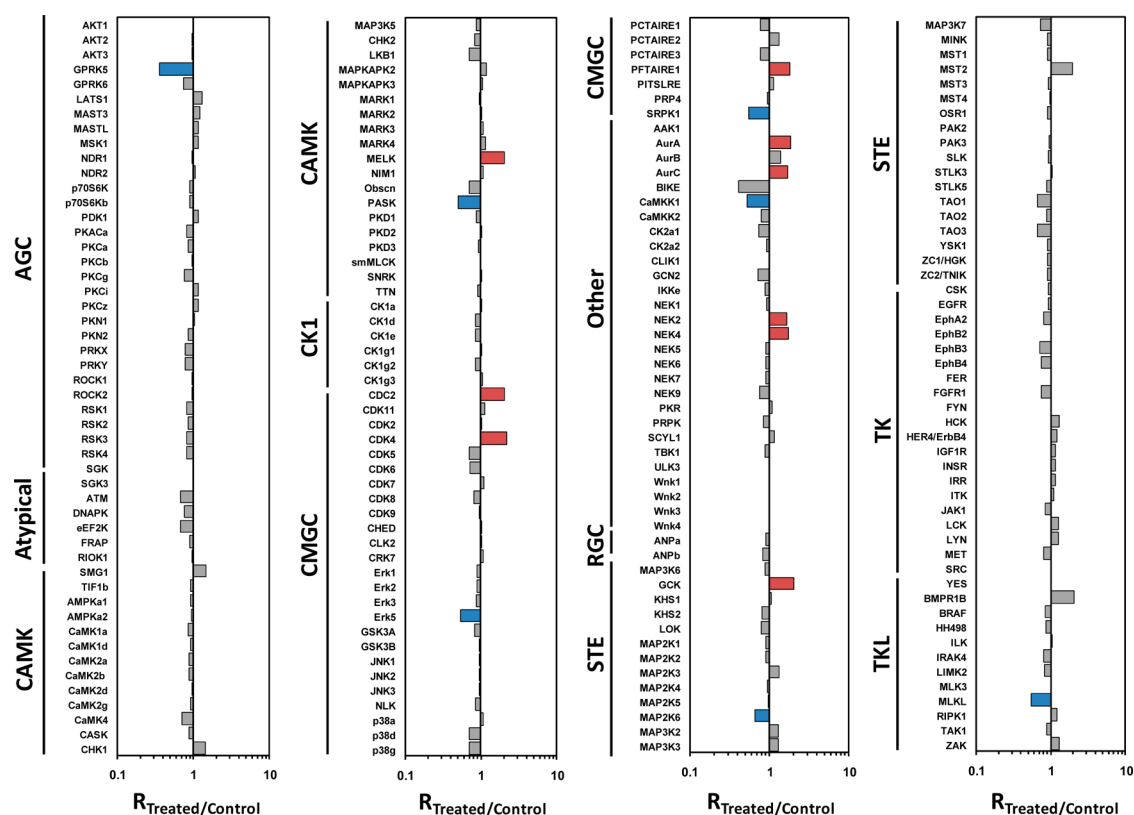 AGC
Atypical
CAMK
AKT1
AKT2
AKT3
GPRK5
GPRK6
LATS1
MAST3
MASTL
MSK1
NDR1
NDR2
p70S6K
p70S6Kb
PDK1
PKACa
PKCa
PKCb
PKCg
PKCi
PKCz
PKN1
PKN2
PRKX
PRKY
ROCK1
ROCK2
RSK1
RSK2
RSK3
RSK4
SGK
SGK3
ATM
DNAPK
eEF2K
FRAP
RIOK1
SMG1
TIF1b
AMPKa1
AMPKa2
CaMK1a
CaMK1d
CaMK2a
CaMK2b
CaMK2d
CaMK2g
CaMK4
CASK
CHK1
0.1 1 10
R Treated/Control
CAMK
CK1
CMGC
MAP3K5
CHK2
LKB1
MAPKAPK2
MAPKAPK3
MARK1
MARK2
MARK3
MARK4
MELK
NIM1
Obscn
PASK
PKD1
PKD2
PKD3
smMLCK
SNRK
TTN
CK1a
CK1d
CK1e
CK1g1
CK1g2
CK1g3
CDC2
CDK11
CDK2
CDK4
CDK5
CDK6
CDK7
CDK8
CDK9
CHED
CLK2
CRK7
Erk1
Erk2
Erk3
Erk5
GSK3A
GSK3B
JNK1
JNK2
JNK3
NLK
p38a
p38d
p38g
0.1 1 10
R Treated/Control
CMGC
Other
RGC
STE
PCTAIRE1
PCTAIRE2
PCTAIRE3
PFTAIRE1
PITSLRE
PRP4
SRPK1
AAK1
AurA
AurB
AurC
BIKE
CaMKK1
CaMKK2
CK2a1
CK2a2
CLIK1
GCN2
IKKe
NEK1
NEK2
NEK4
NEK5
NEK6
NEK7
NEK9
PKR
PRPK
SCYL1
TBK1
ULK3
Wnk1
Wnk2
Wnk3
Wnk4
ANPa
ANPb
MAP3K6
GCK
KHS1
KHS2
LOK
MAP2K1
MAP2K2
MAP2K3
MAP2K4
MAP2K5
MAP2K6
MAP3K2
MAP3K3
0.1 1 10
R Treated/Control
STE
TK
TKL
MAP3K7
MINK
MST1
MST2
MST3
MST4
OSR1
PAK2
PAK3
SLK
STLK3
STLK5
TAO1
TAO2
TAO3
YSK1
ZC1/HGK
ZC2/TNIK
CSK
EGFR
EphA2
EphB2
EphB3
EphB4
FER
FGFR1
FYN
HCK
HER4/ErbB4
IGF1R
INSR
IRR
ITK
JAK1
LCK
LYN
MET
SRC
YES
BMPR1B
BRAF
HH498
ILK
IRAK4
LIMK2
MLK3
MLKL
RIPK1
TAK1
ZAK
0.1 1 10
R Treated/Control